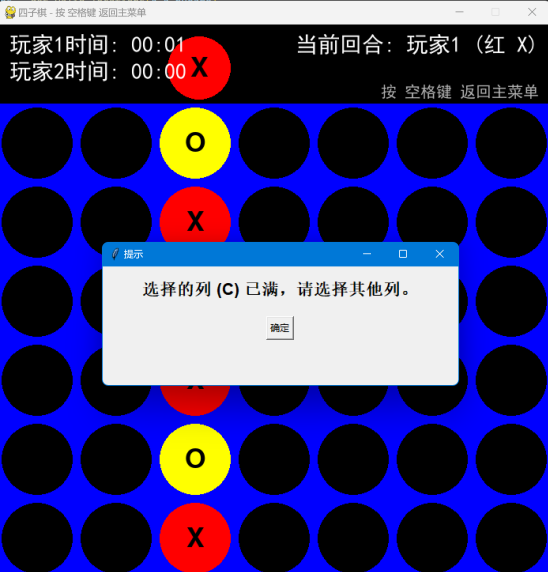 四子棋 - 按 空格键 返回主菜单
玩家1时间: 00:01
当前回合: 玩家1 (红 X)
X
玩家2时间: 00:00
按 空格键 返回主菜单
O
X
提示
选择的列 (C) 已满，请选择其他列。
确定
X
O
X